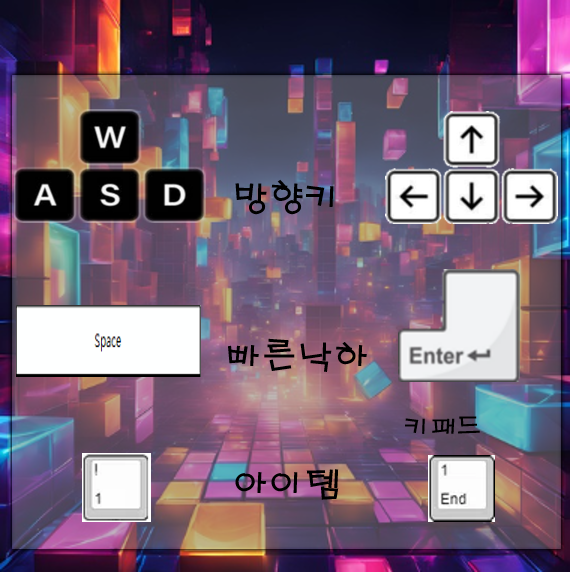 W ↑
A S D 방향키 ← ↓ →
Space 빠른낙하 Enter ↵
키패드
! 1
1 아이템 End